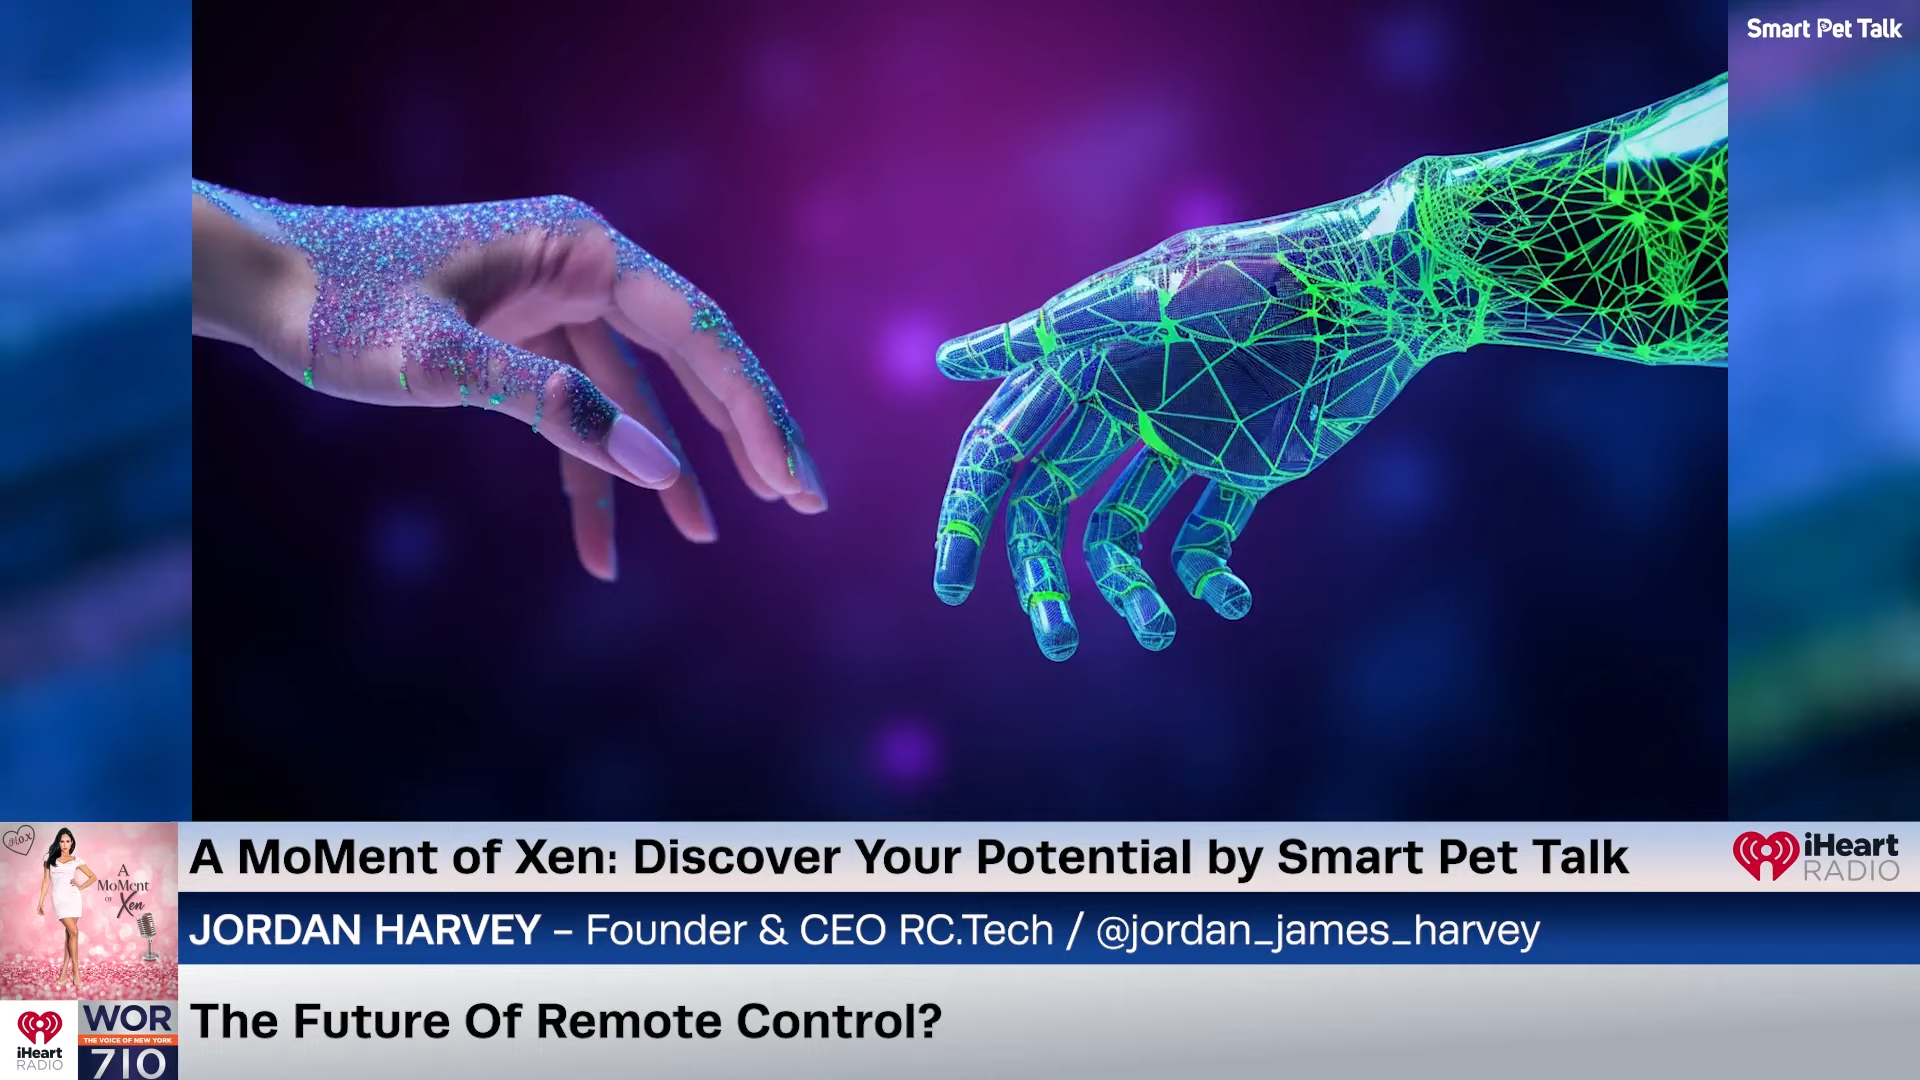 Smart Pet Talk
A MoMent of Xen: Discover Your Potential by Smart Pet Talk
iHeart
RADIO
M.O.X
A
MoMent
OF
Xen
JORDAN HARVEY – Founder & CEO RC.Tech / @jordan_james_harvey
The Future Of Remote Control?
iHeart
RADIO
WOR
THE VOICE OF NEW YORK
710